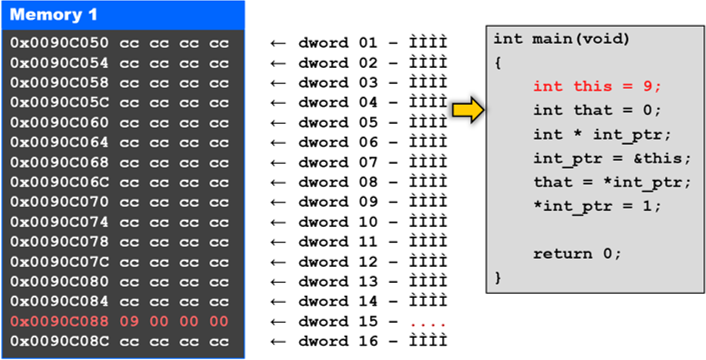 Memory 1
0x0090C050 cc cc cc cc ← dword 01 – ÌÌÌÌ
0x0090C054 cc cc cc cc ← dword 02 – ÌÌÌÌ
0x0090C058 cc cc cc cc ← dword 03 – ÌÌÌÌ
0x0090C05C cc cc cc cc ← dword 04 – ÌÌÌÌ
0x0090C060 cc cc cc cc ← dword 05 – ÌÌÌÌ
0x0090C064 cc cc cc cc ← dword 06 – ÌÌÌÌ
0x0090C068 cc cc cc cc ← dword 07 – ÌÌÌÌ
0x0090C06C cc cc cc cc ← dword 08 – ÌÌÌÌ
0x0090C070 cc cc cc cc ← dword 09 – ÌÌÌÌ
0x0090C074 cc cc cc cc ← dword 10 – ÌÌÌÌ
0x0090C078 cc cc cc cc ← dword 11 – ÌÌÌÌ
0x0090C07C cc cc cc cc ← dword 12 – ÌÌÌÌ
0x0090C080 cc cc cc cc ← dword 13 – ÌÌÌÌ
0x0090C084 cc cc cc cc ← dword 14 – ÌÌÌÌ
0x0090C088 09 00 00 00 ← dword 15 – ....
0x0090C08C cc cc cc cc ← dword 16 – ÌÌÌÌ
int main(void)
{
int this = 9;
int that = 0;
int * int_ptr;
int_ptr = &this;
that = *int_ptr;
*int_ptr = 1;
return 0;
}